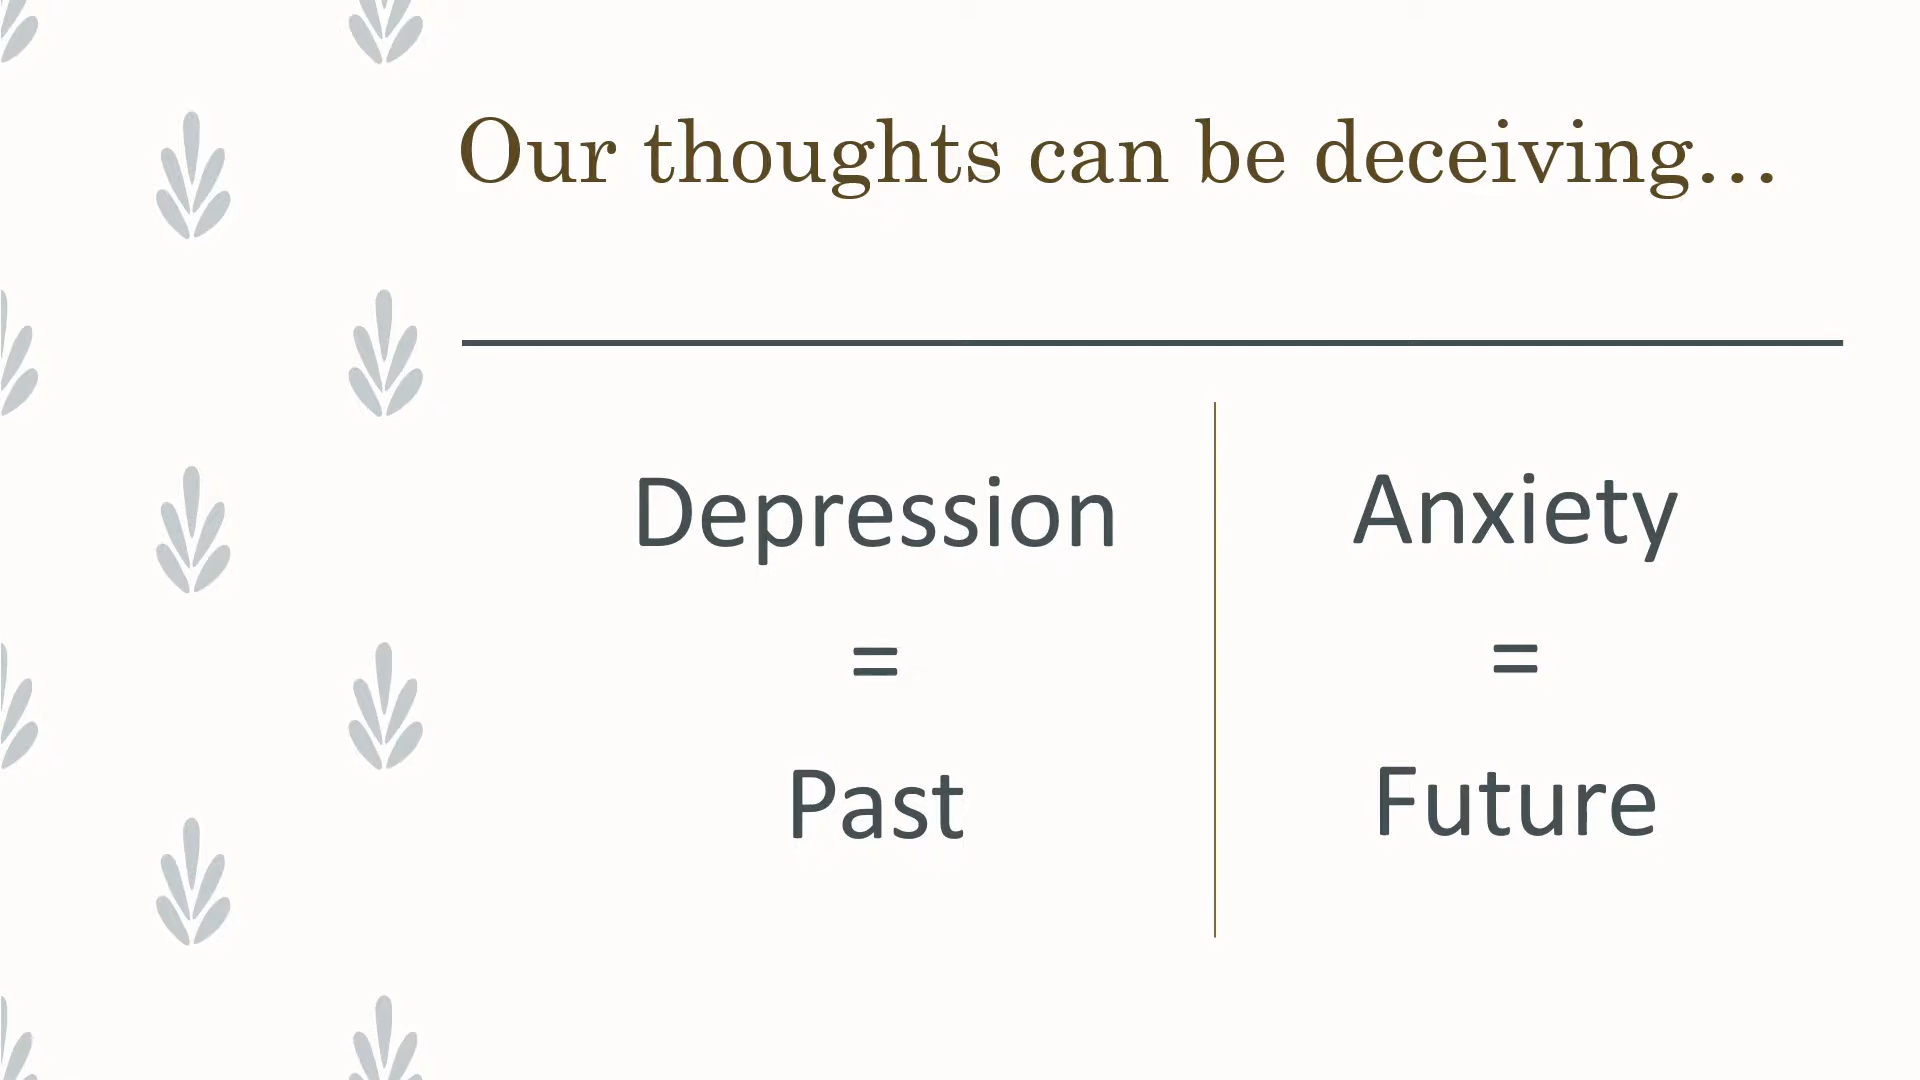 Our thoughts can be deceiving...
Depression
=
Past
Anxiety
=
Future